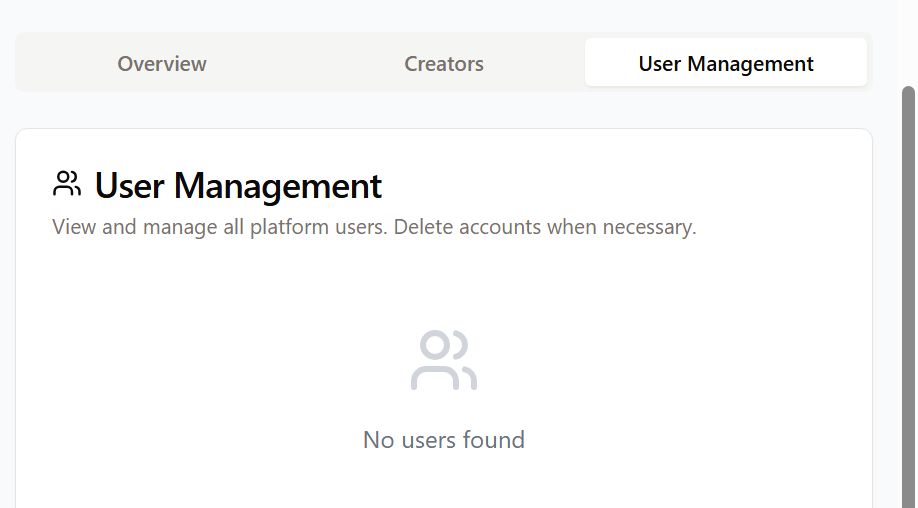 Overview
Creators
User Management
User Management
View and manage all platform users. Delete accounts when necessary.
No users found